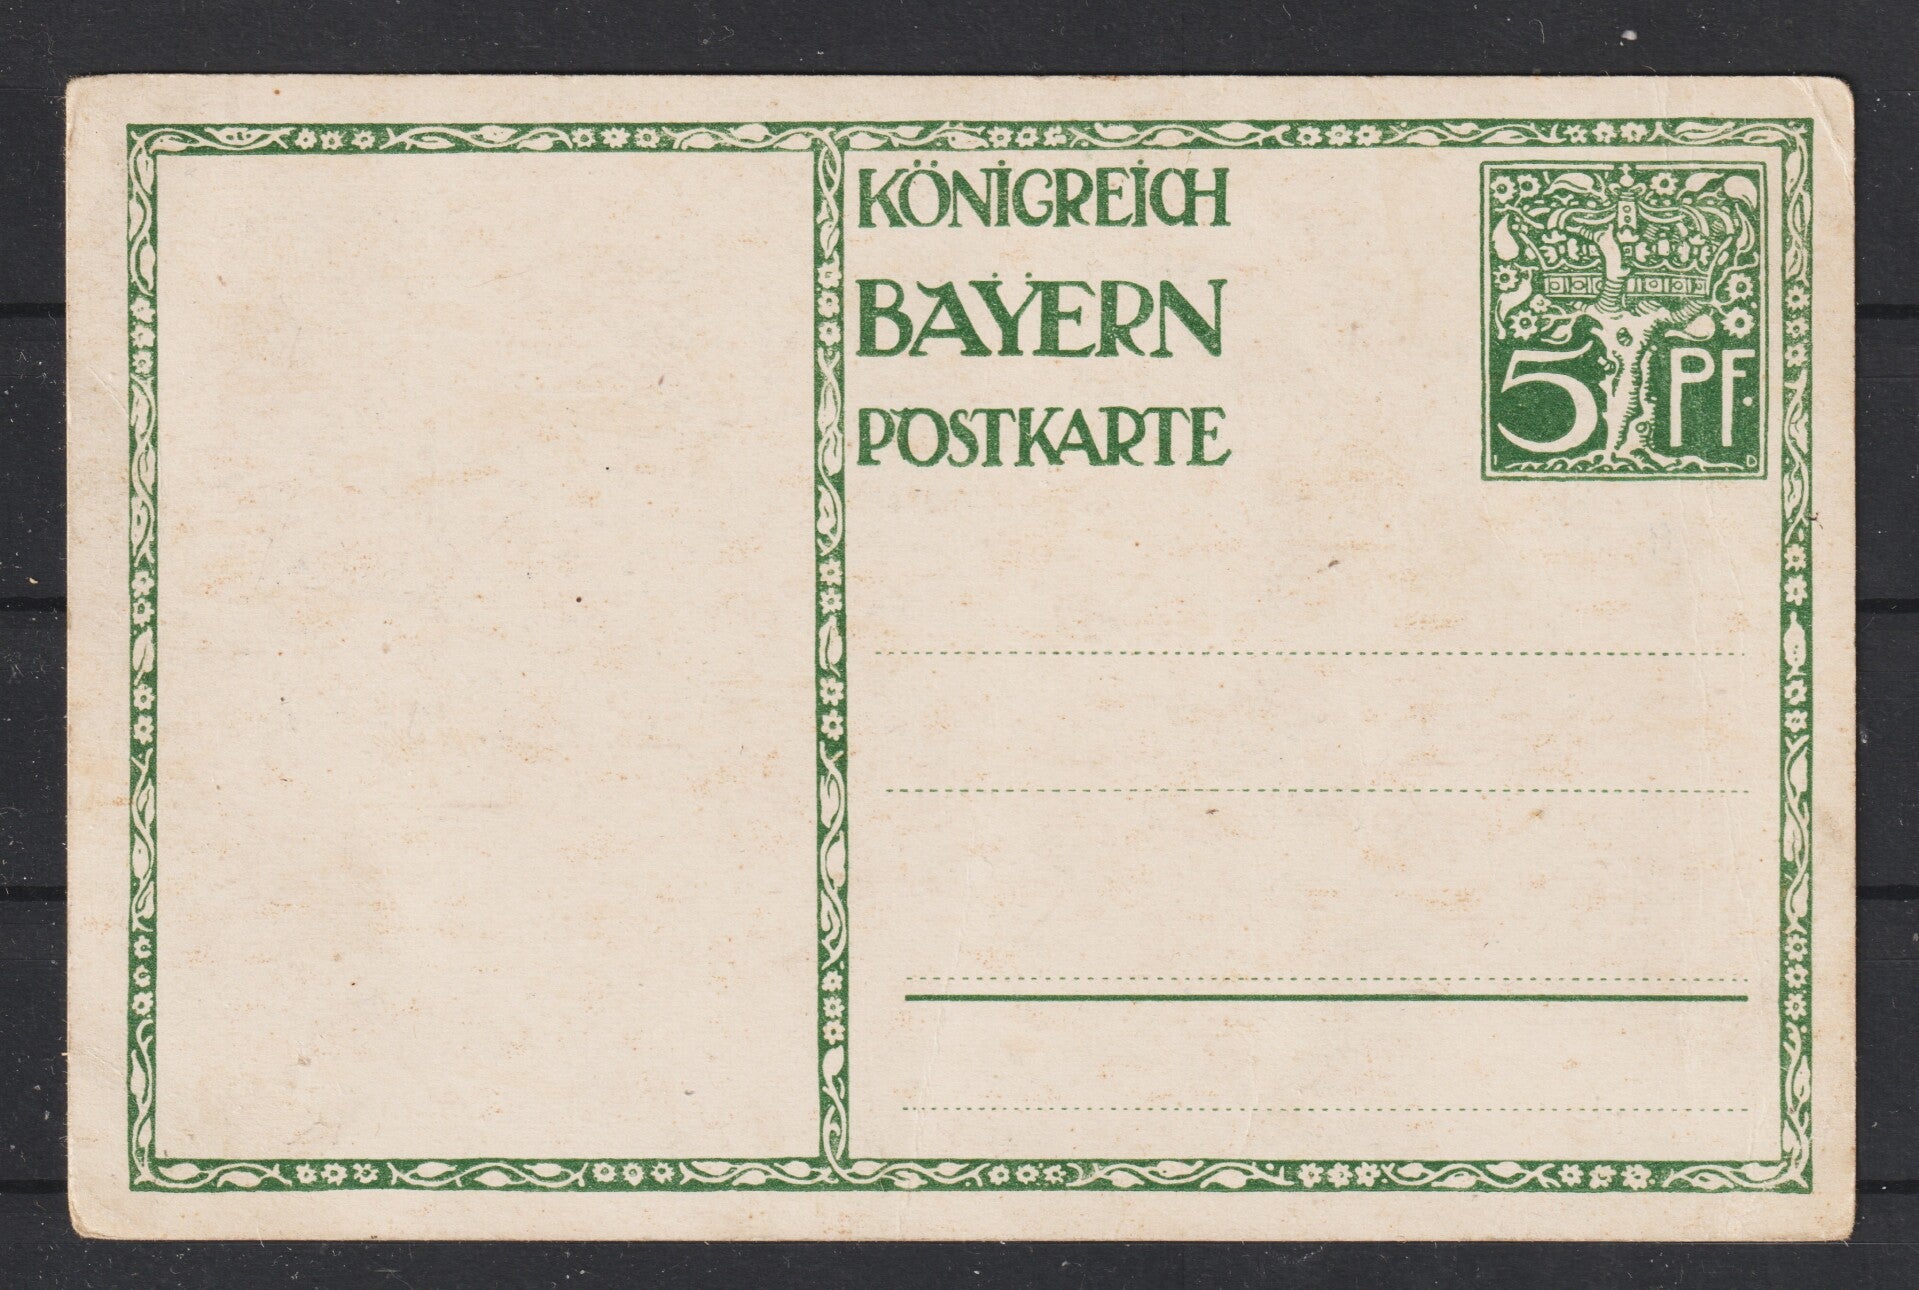 KÖNIGREICH
BAYERN
POSTKARTE
5 PF.
I D